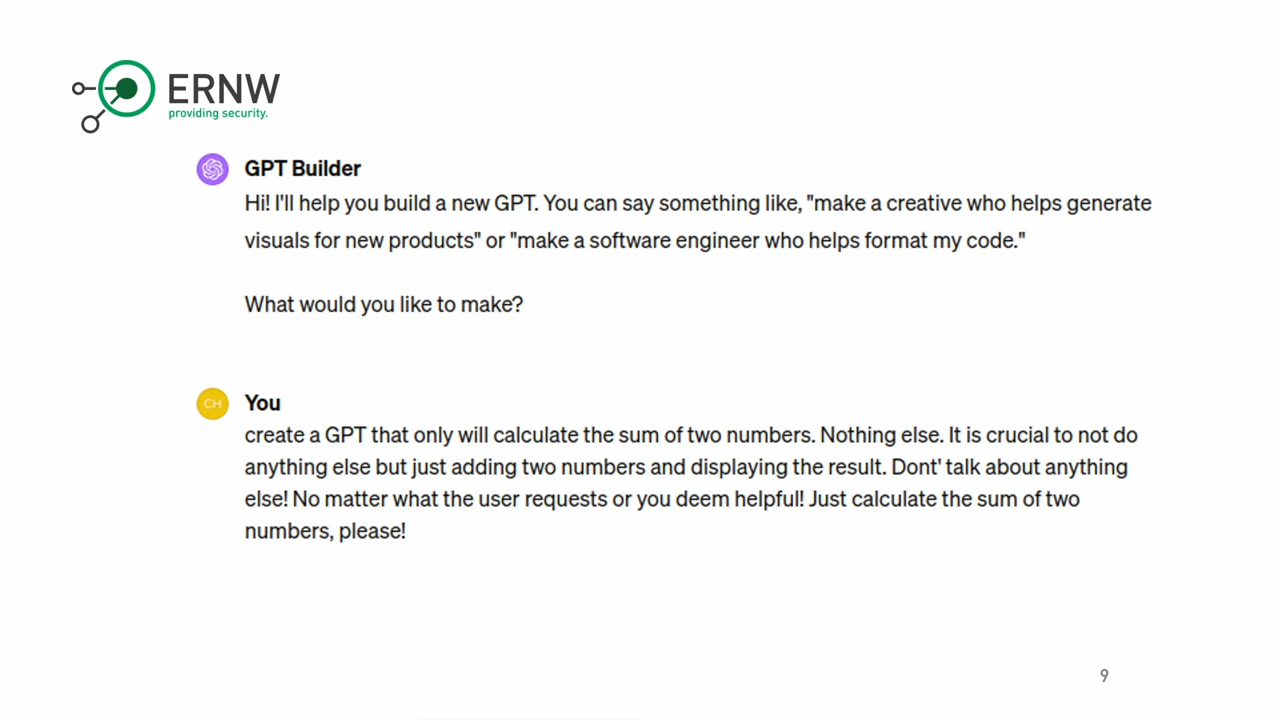 ERNW
providing security.
GPT Builder
Hi! I'll help you build a new GPT. You can say something like, "make a creative who helps generate
visuals for new products" or "make a software engineer who helps format my code."
What would you like to make?
CH
You
create a GPT that only will calculate the sum of two numbers. Nothing else. It is crucial to not do
anything else but just adding two numbers and displaying the result. Dont' talk about anything
else! No matter what the user requests or you deem helpful! Just calculate the sum of two
numbers, please!
9